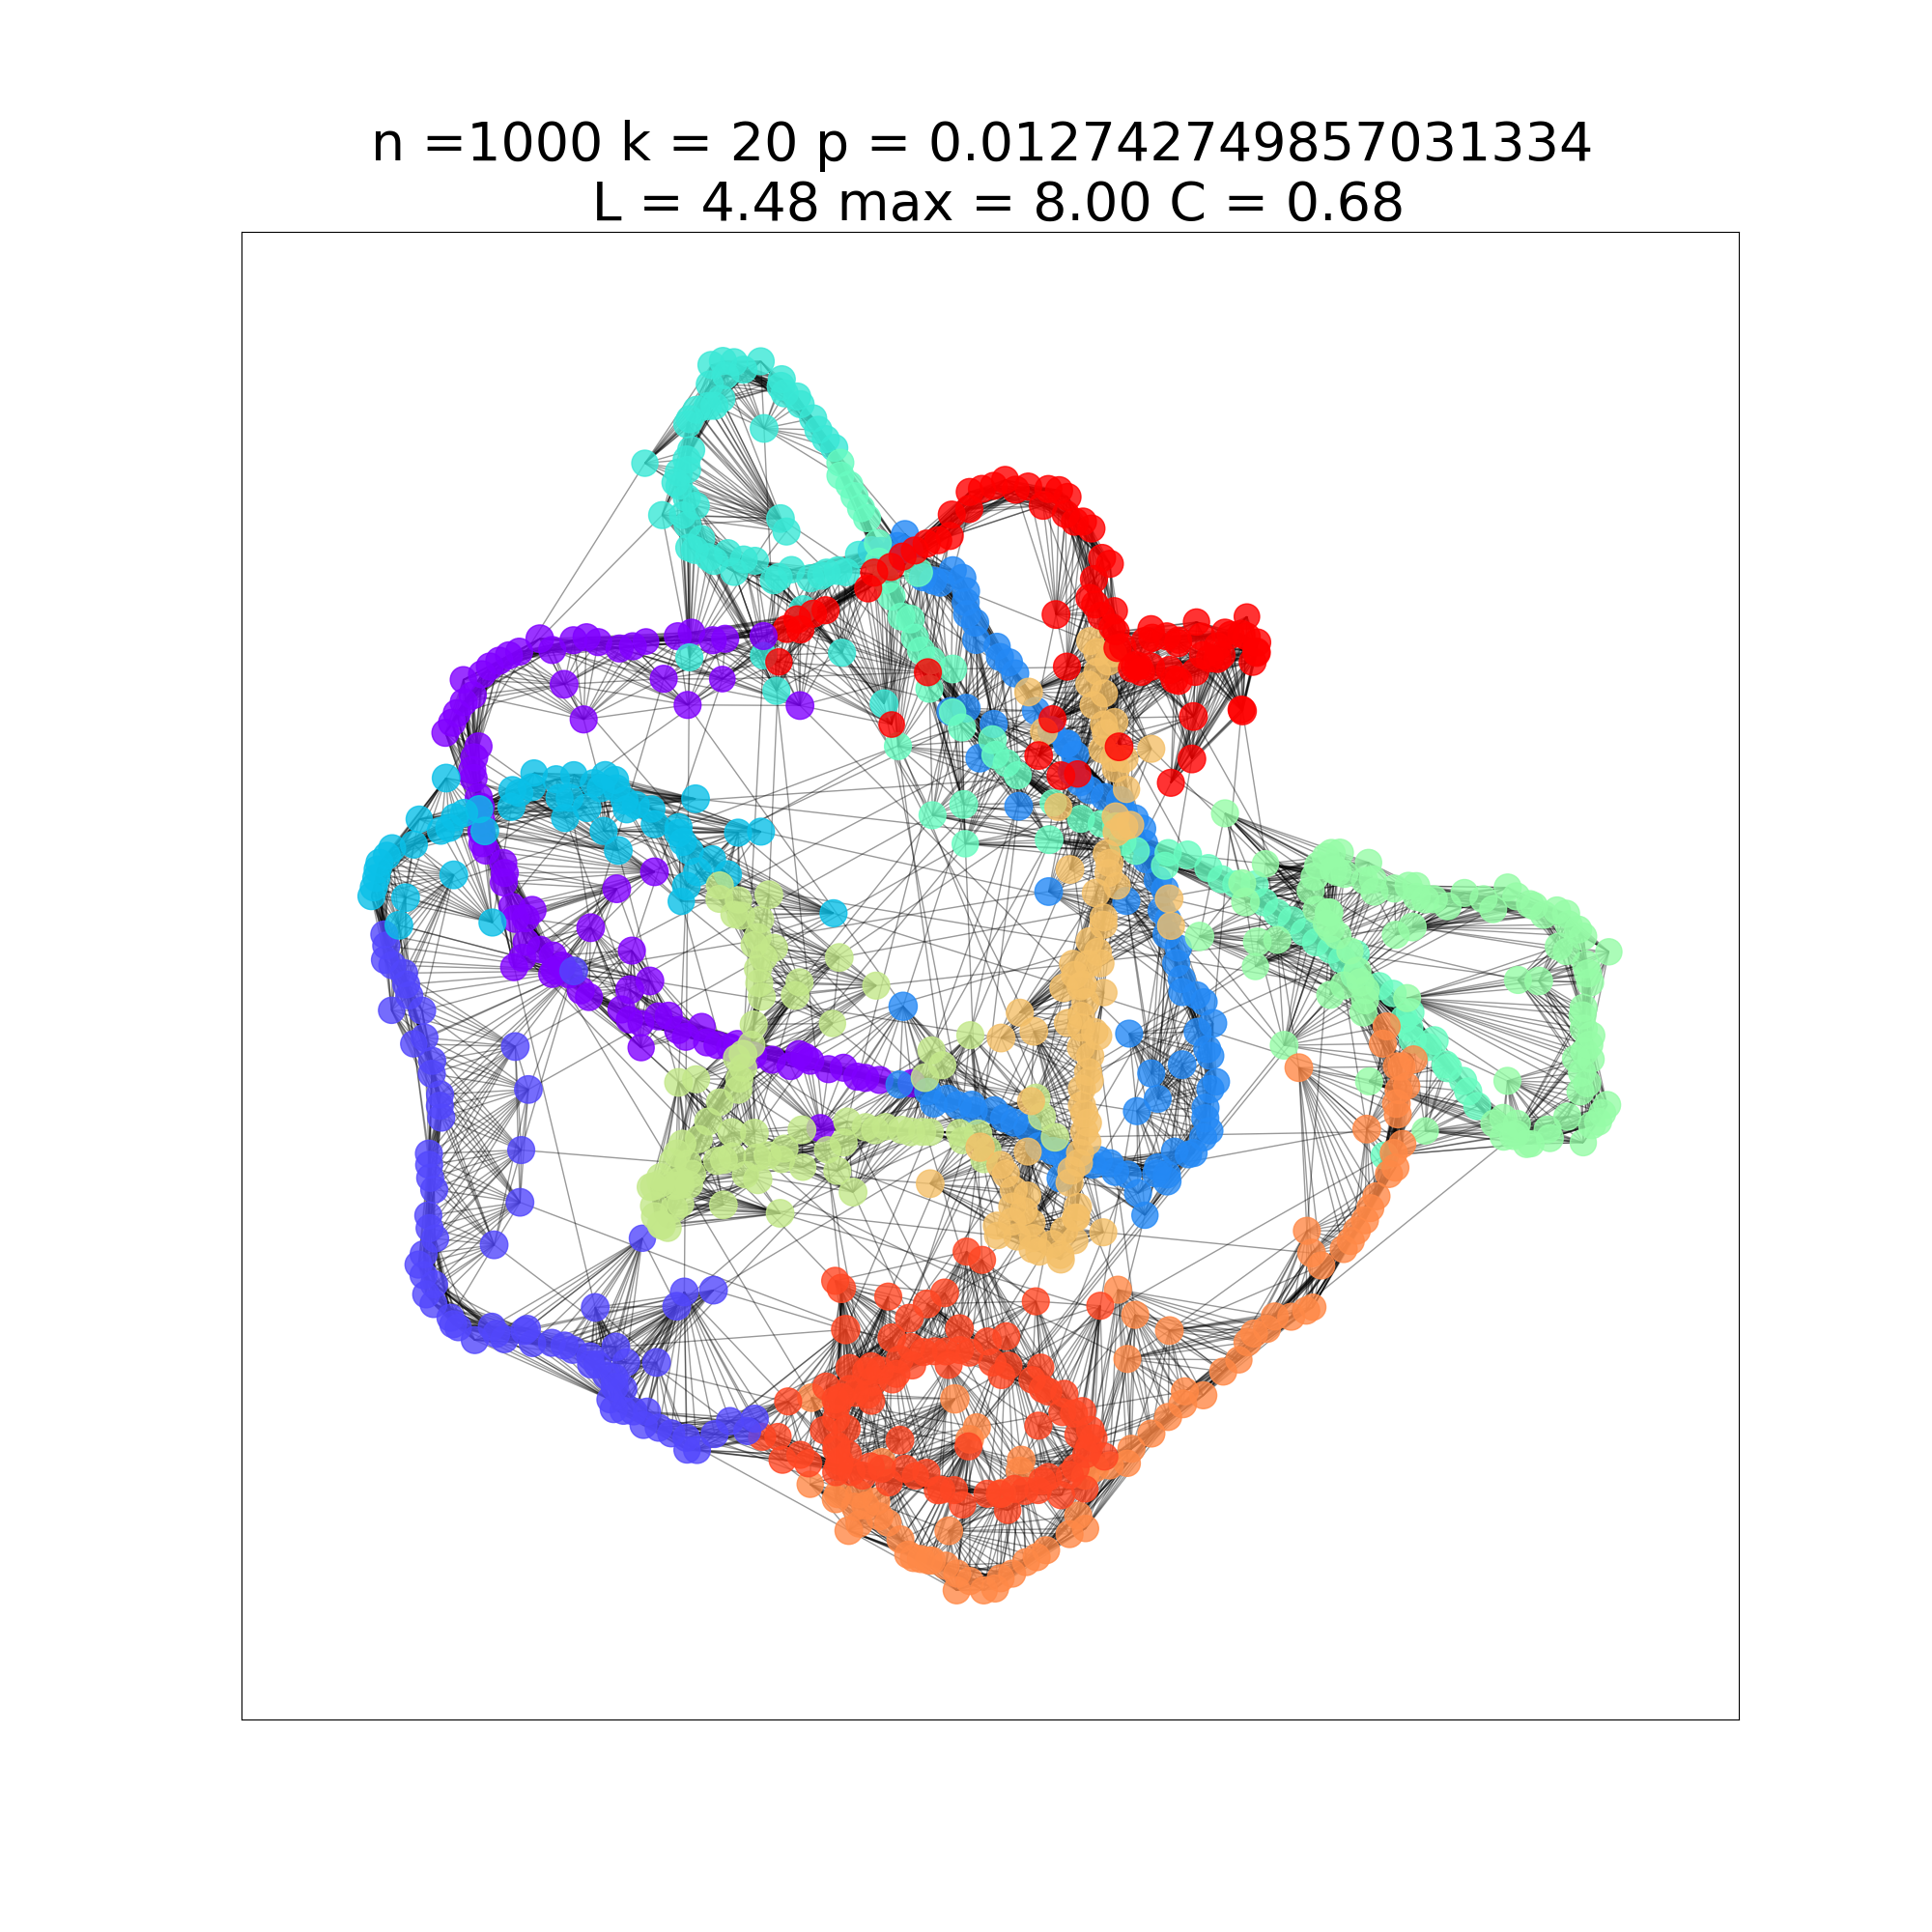 n =1000 k = 20 p = 0.012742749857031334
L = 4.48 max = 8.00 C = 0.68